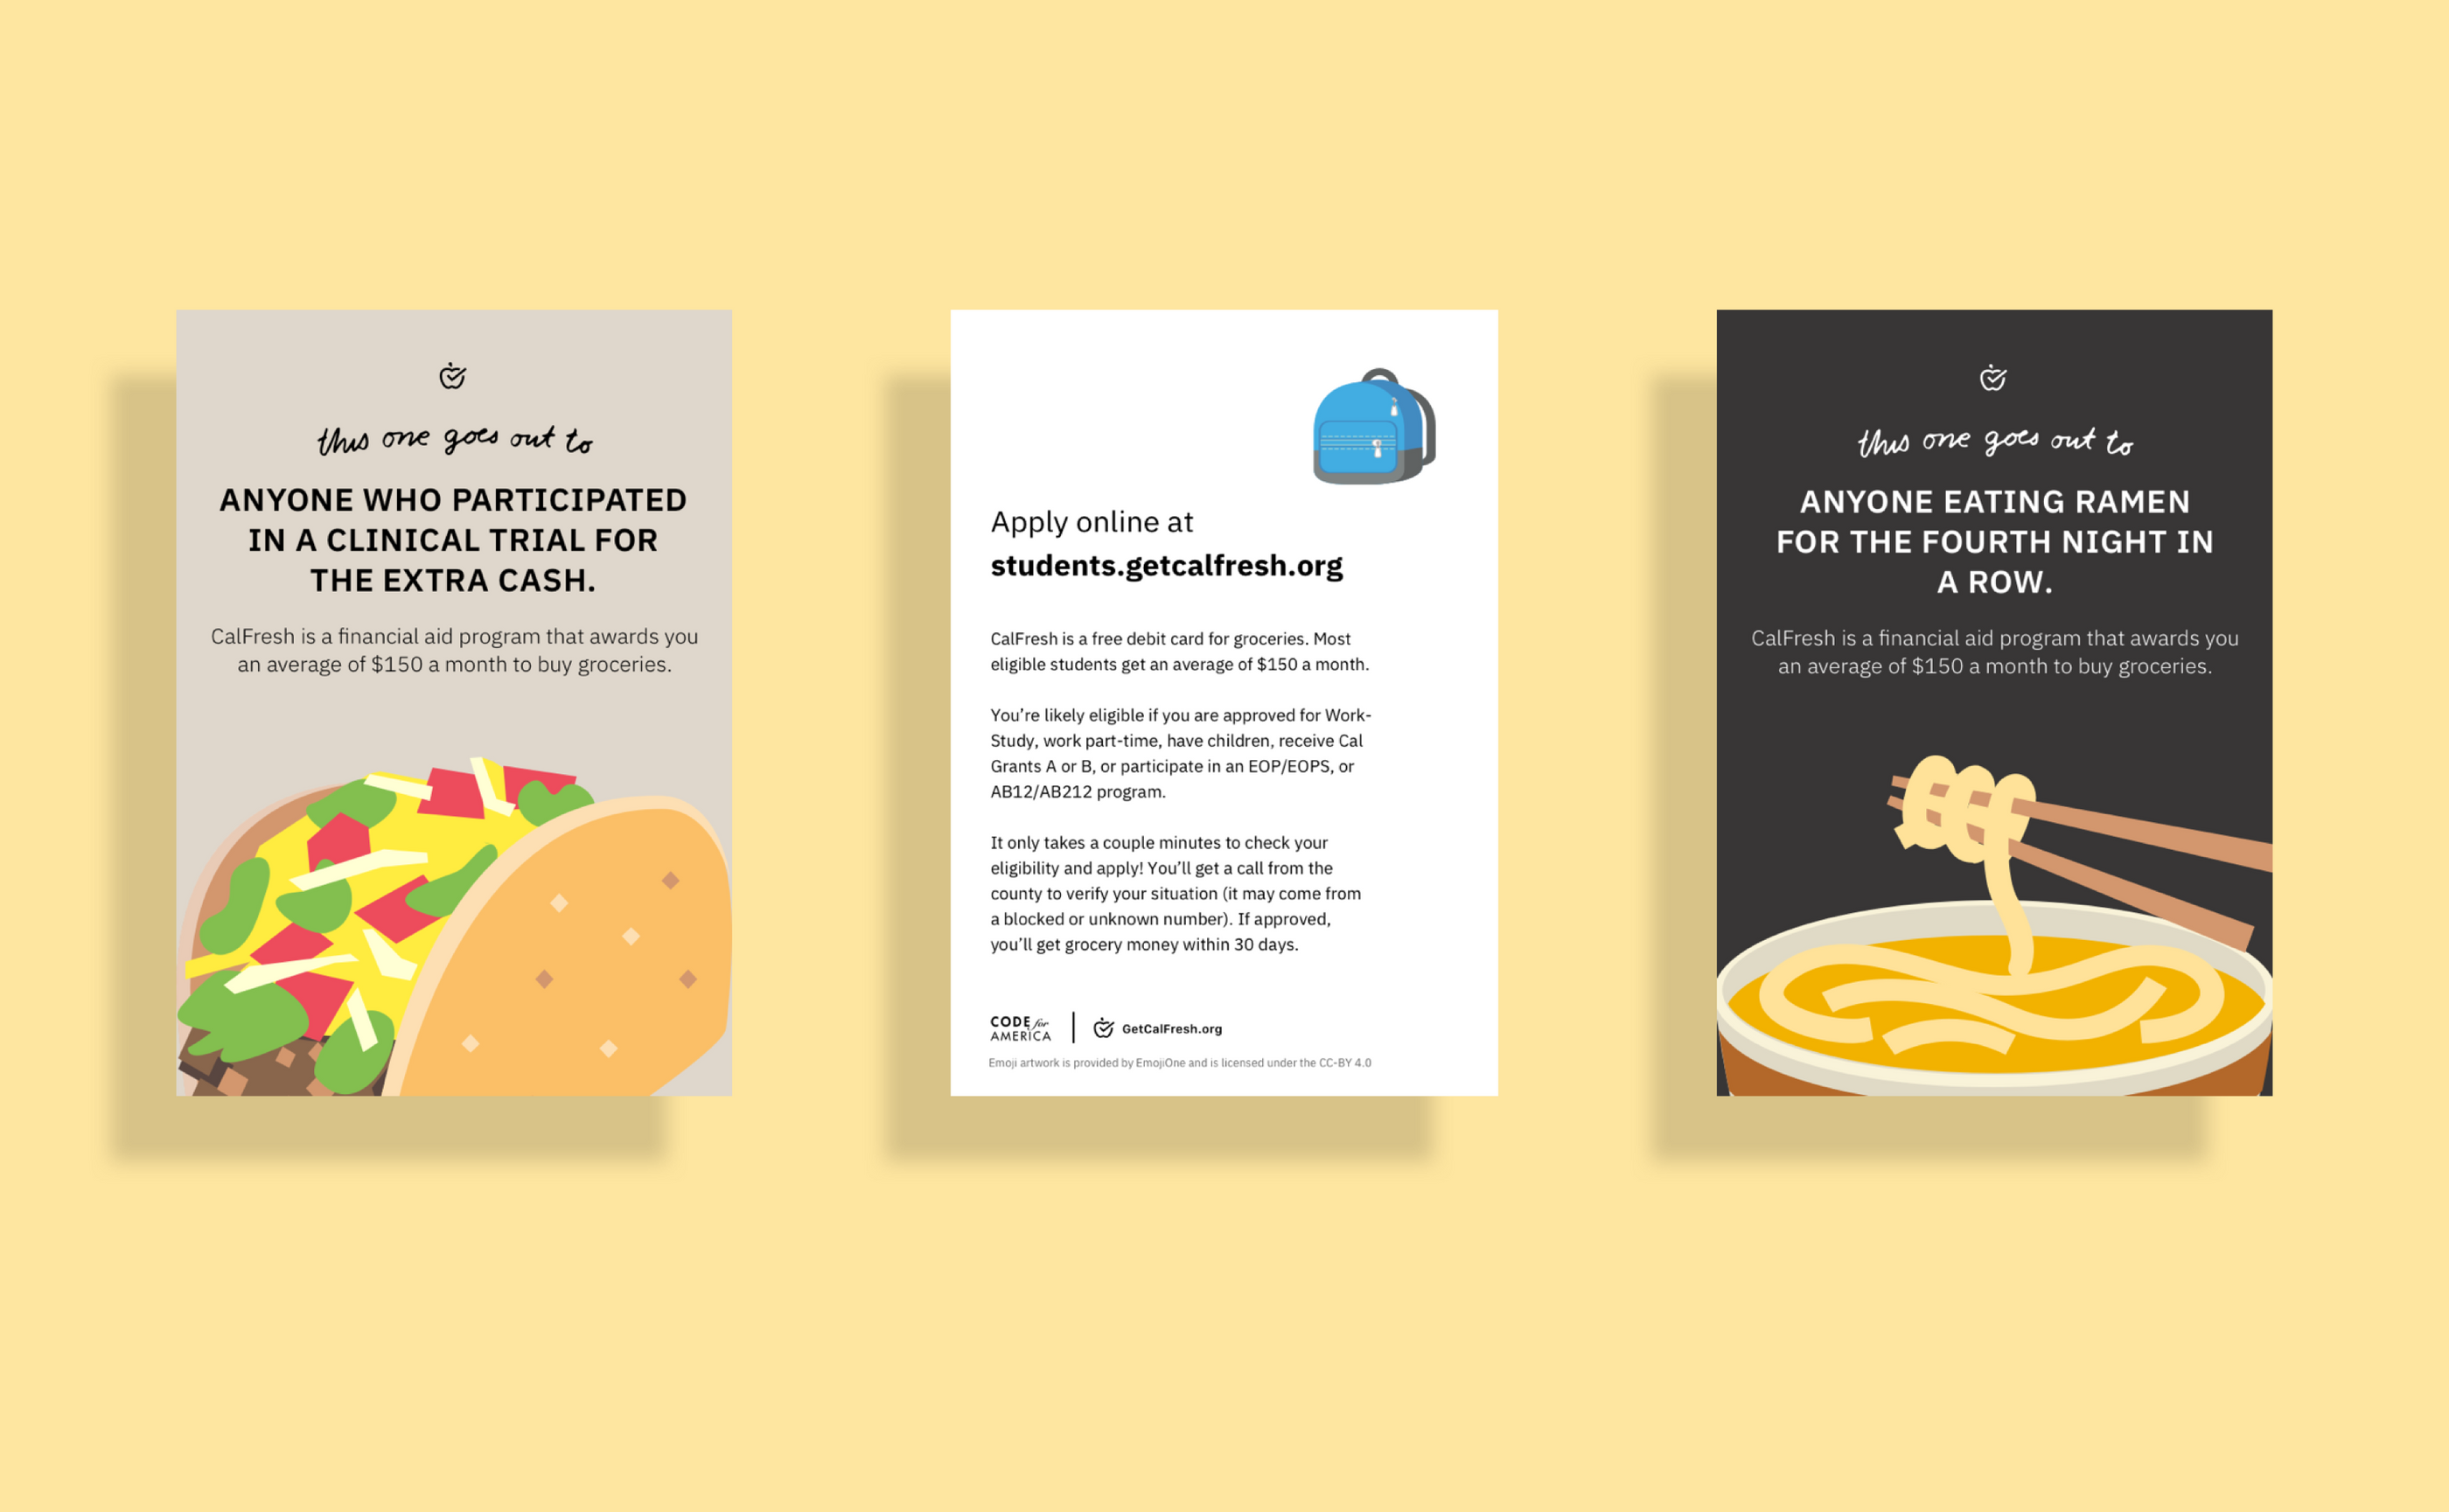 this one goes out to
ANYONE WHO PARTICIPATED
IN A CLINICAL TRIAL FOR
THE EXTRA CASH.
CalFresh is a financial aid program that awards you
an average of $150 a month to buy groceries.
Apply online at
students.getcalfresh.org
CalFresh is a free debit card for groceries. Most
eligible students get an average of $150 a month.
You’re likely eligible if you are approved for Work-
Study, work part-time, have children, receive Cal
Grants A or B, or participate in an EOP/EOPS, or
AB12/AB212 program.
It only takes a couple minutes to check your
eligibility and apply! You’ll get a call from the
county to verify your situation (it may come from
a blocked or unknown number). If approved,
you’ll get grocery money within 30 days.
CODE for
AMERICA
GetCalFresh.org
Emoji artwork is provided by EmojiOne and is licensed under the CC-BY 4.0
this one goes out to
ANYONE EATING RAMEN
FOR THE FOURTH NIGHT IN
A ROW.
CalFresh is a financial aid program that awards you
an average of $150 a month to buy groceries.